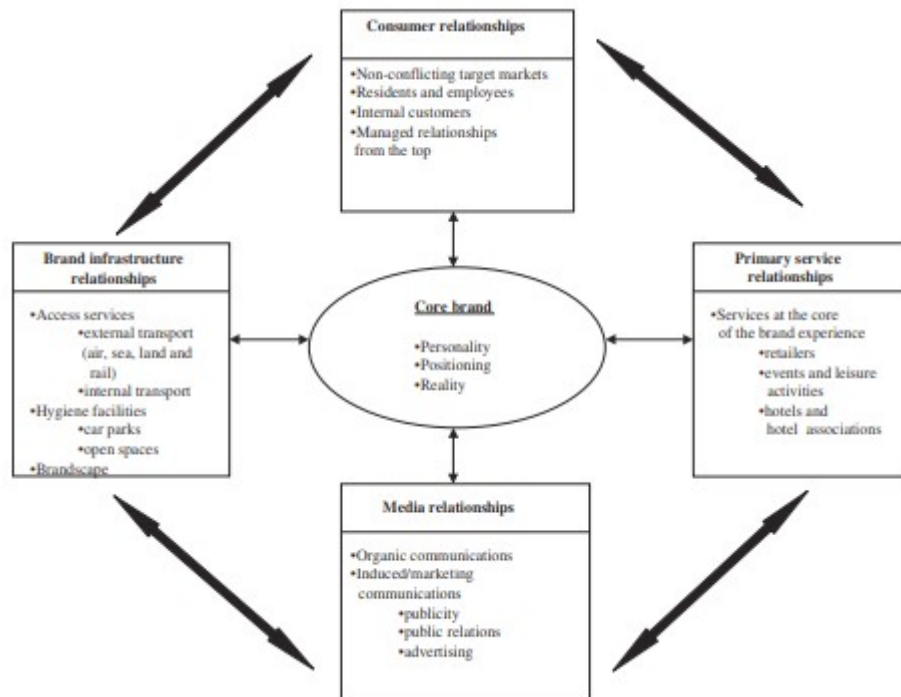 Consumer relationships
•Non-conflicting target markets
•Residents and employees
•Internal customers
•Managed relationships
from the top
Brand infrastructure
relationships
•Access services
•external transport
(air, sea, land and
rail)
•internal transport
•Hygiene facilities
•car parks
•open spaces
•Brandscape
Core brand
•Personality
•Positioning
•Reality
Primary service
relationships
•Services at the core
of the brand experience
•retailers
•events and leisure
activities
•hotels and
hotel associations
Media relationships
•Organic communications
•Induced/marketing
communications
•publicity
•public relations
•advertising